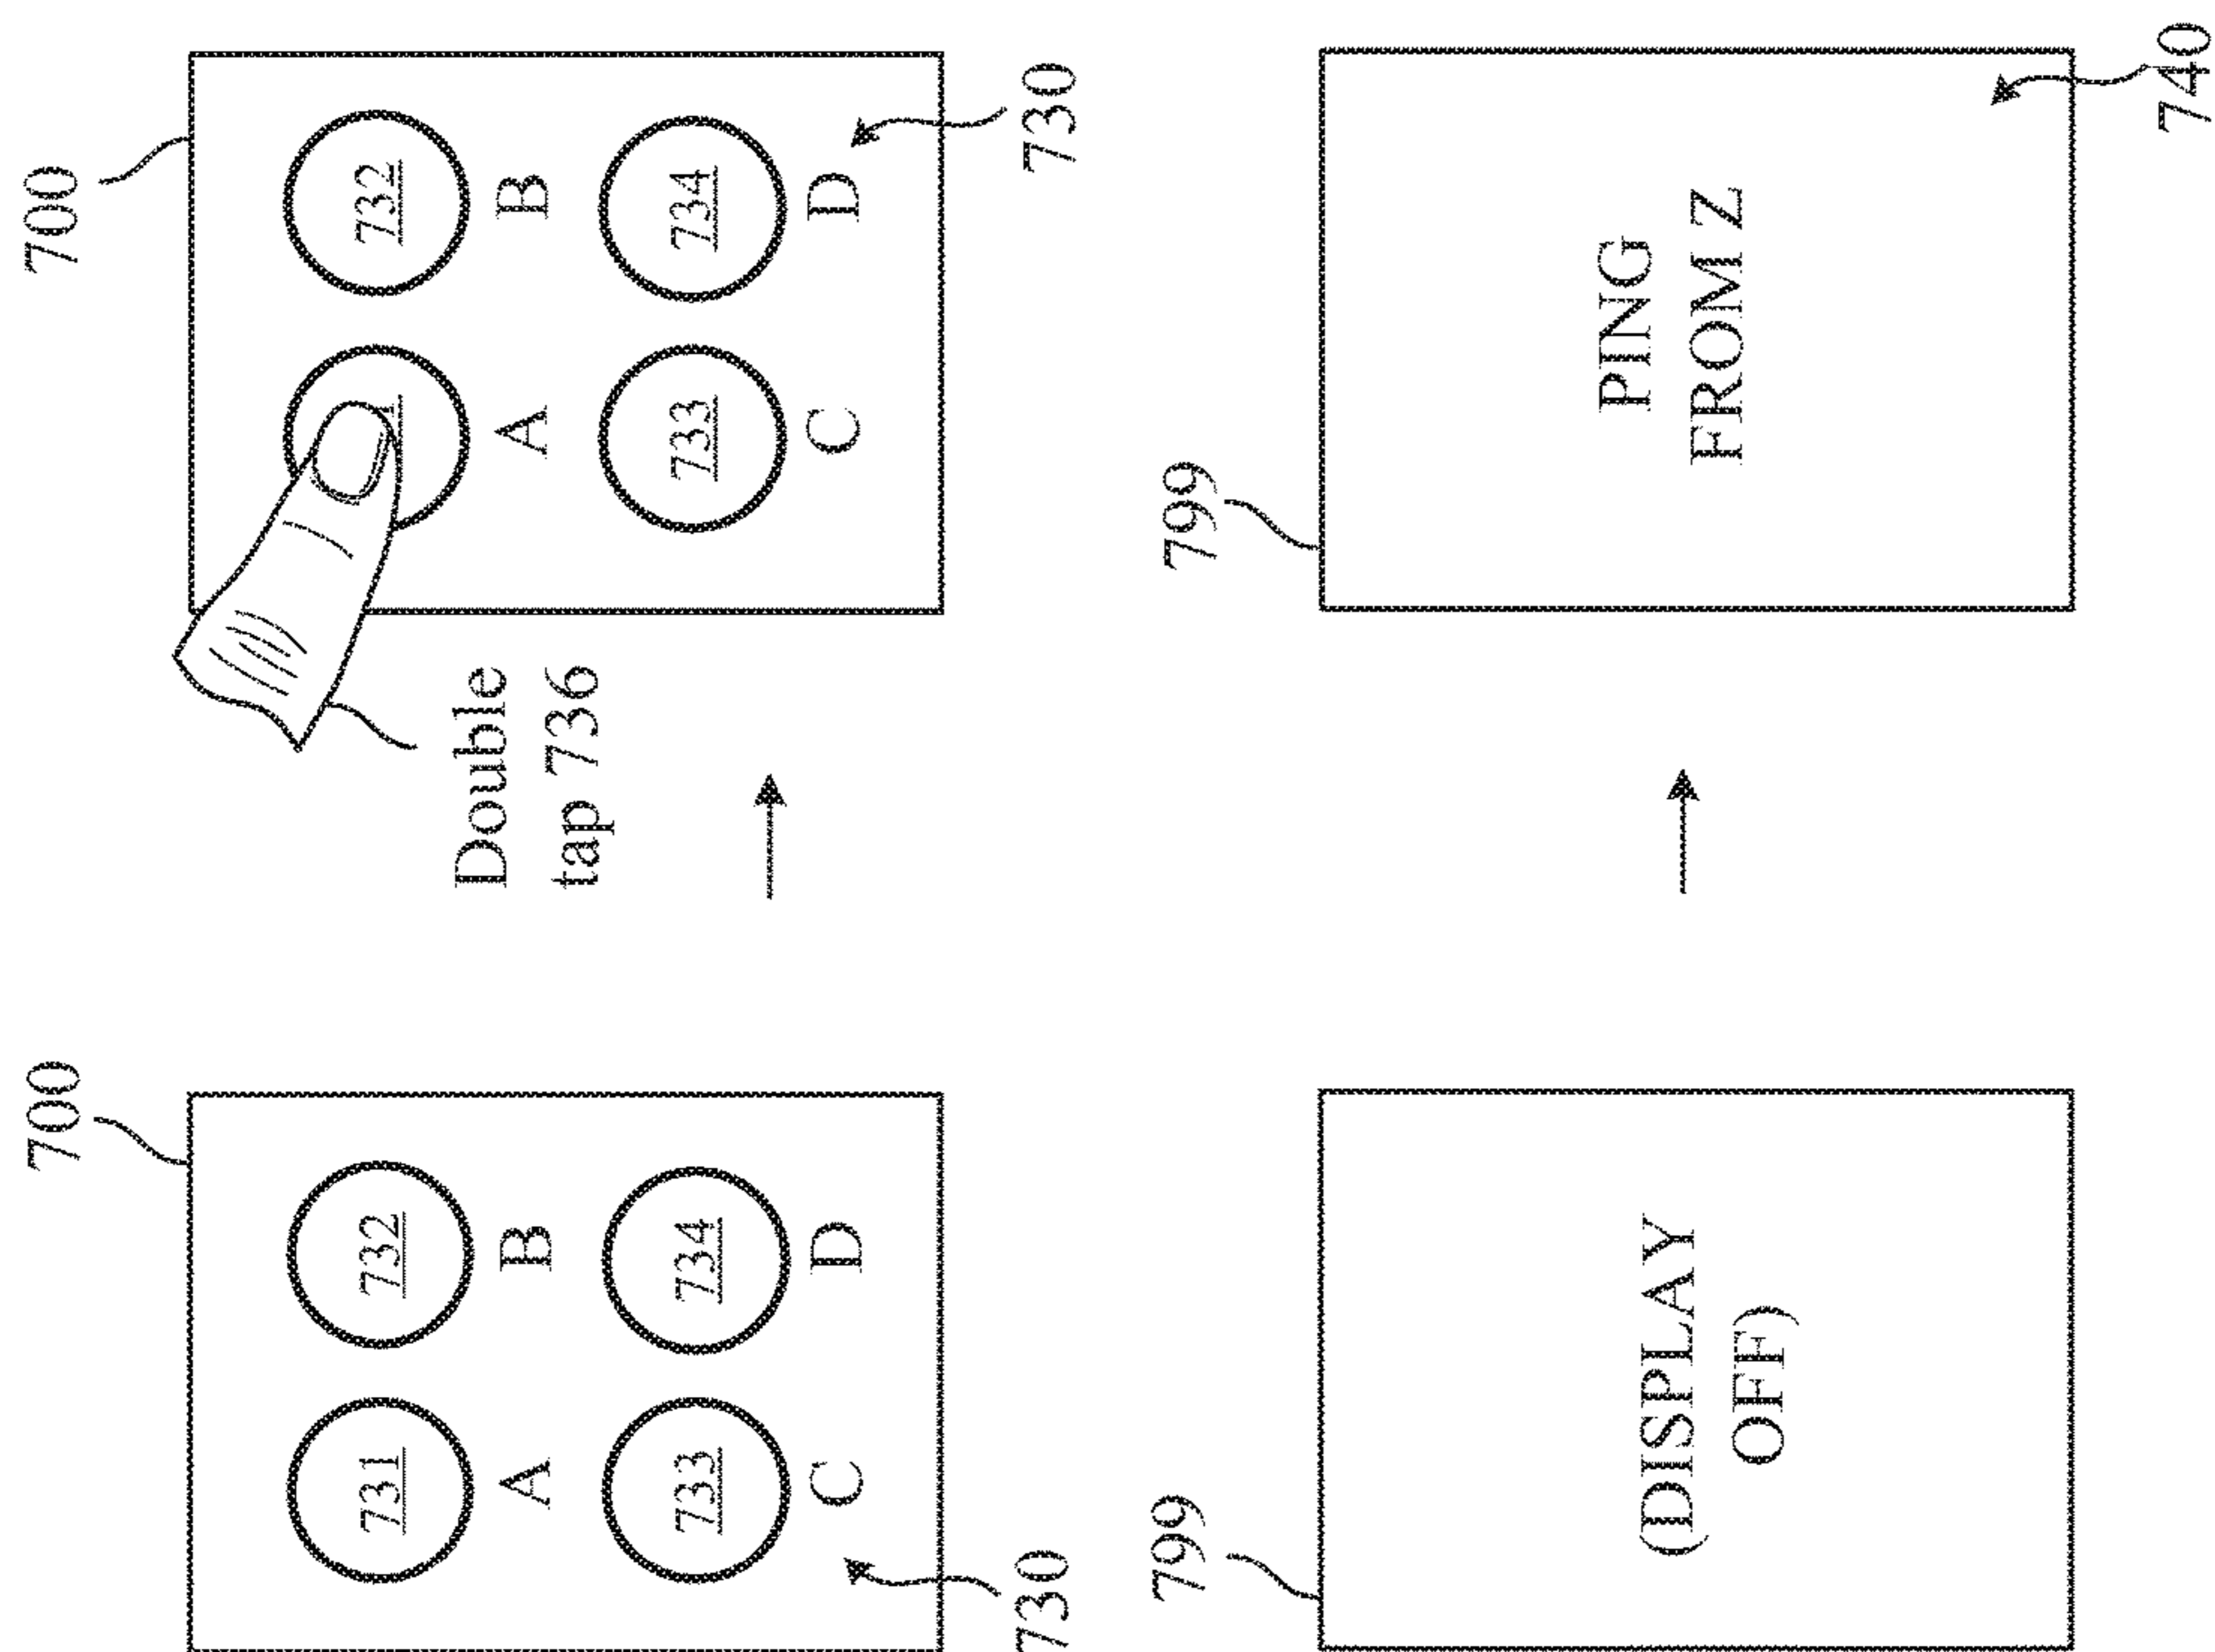 700
731
732
A
B
733
734
C
D
730
Double
tap 736
700
732
A
B
733
734
C
D
730
799
(DISPLAY
OFF)
799
PING
FROM Z
740